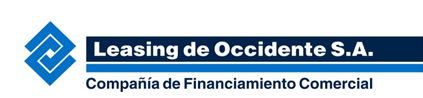 Leasing de Occidente S.A.
Compañía de Financiamiento Comercial